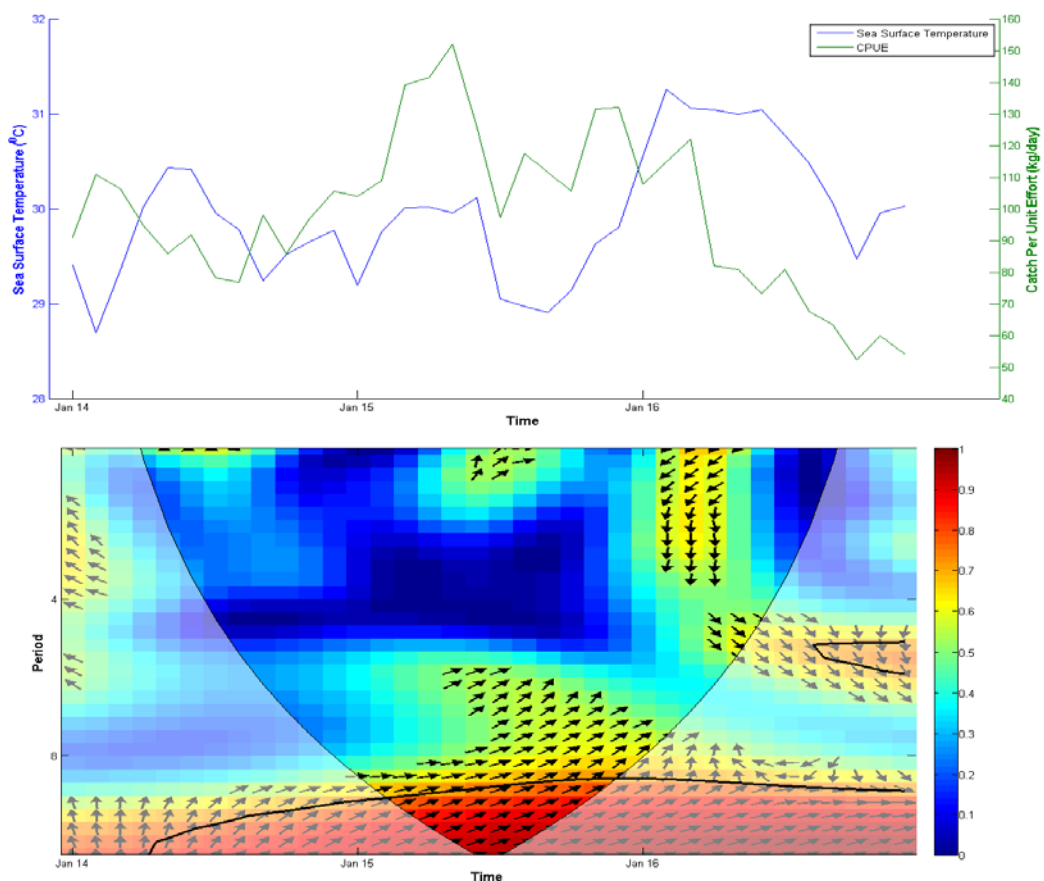 32
31
30
29
28
Sea Surface Temperature (⁰C)
Sea Surface Temperature
CPUE
160
150
140
130
120
110
100
90
80
70
60
50
40
Catch Per Unit Effort (kg/day)
Jan 14
Jan 15
Jan 16
Time
Period
4
8
Jan 14
Jan 15
Jan 16
Time
1
0.9
0.8
0.7
0.6
0.5
0.4
0.3
0.2
0.1
0